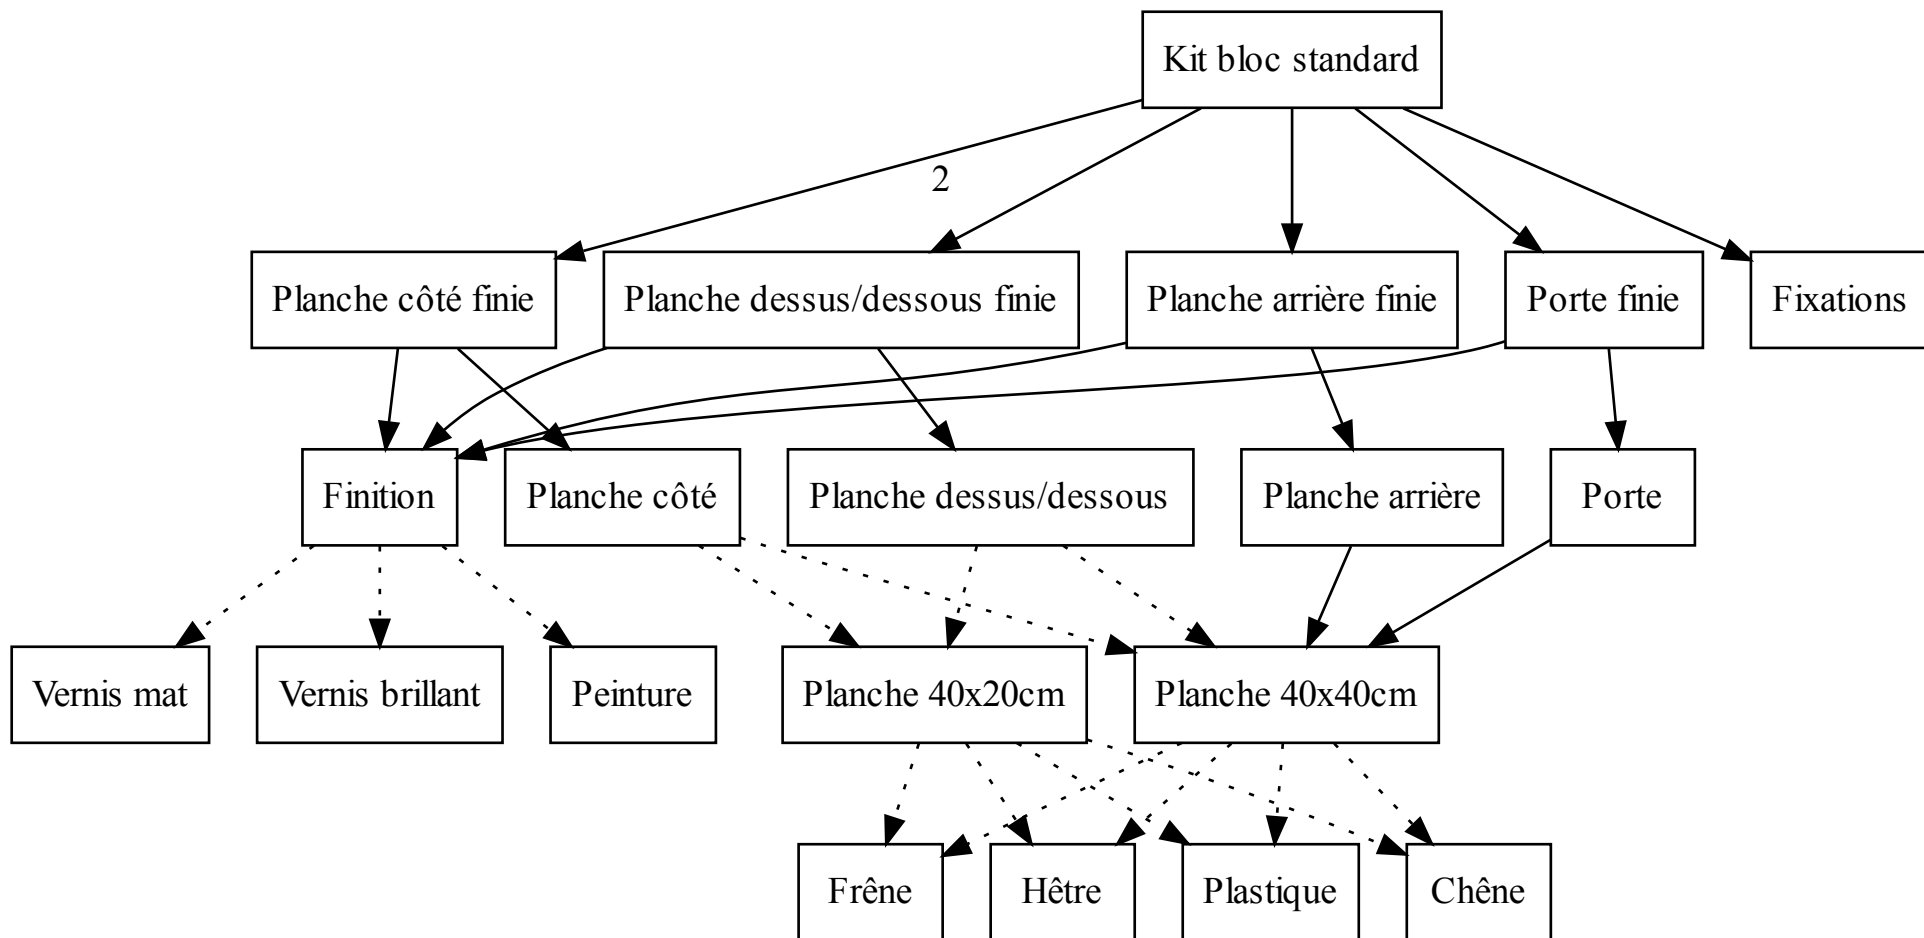 Kit bloc standard
2
Planche côté finie
Planche dessus/dessous finie
Planche arrière finie
Porte finie
Fixations
Finition
Planche côté
Planche dessus/dessous
Planche arrière
Porte
Vernis mat
Vernis brillant
Peinture
Planche 40x20cm
Planche 40x40cm
Frêne
Hêtre
Plastique
Chêne